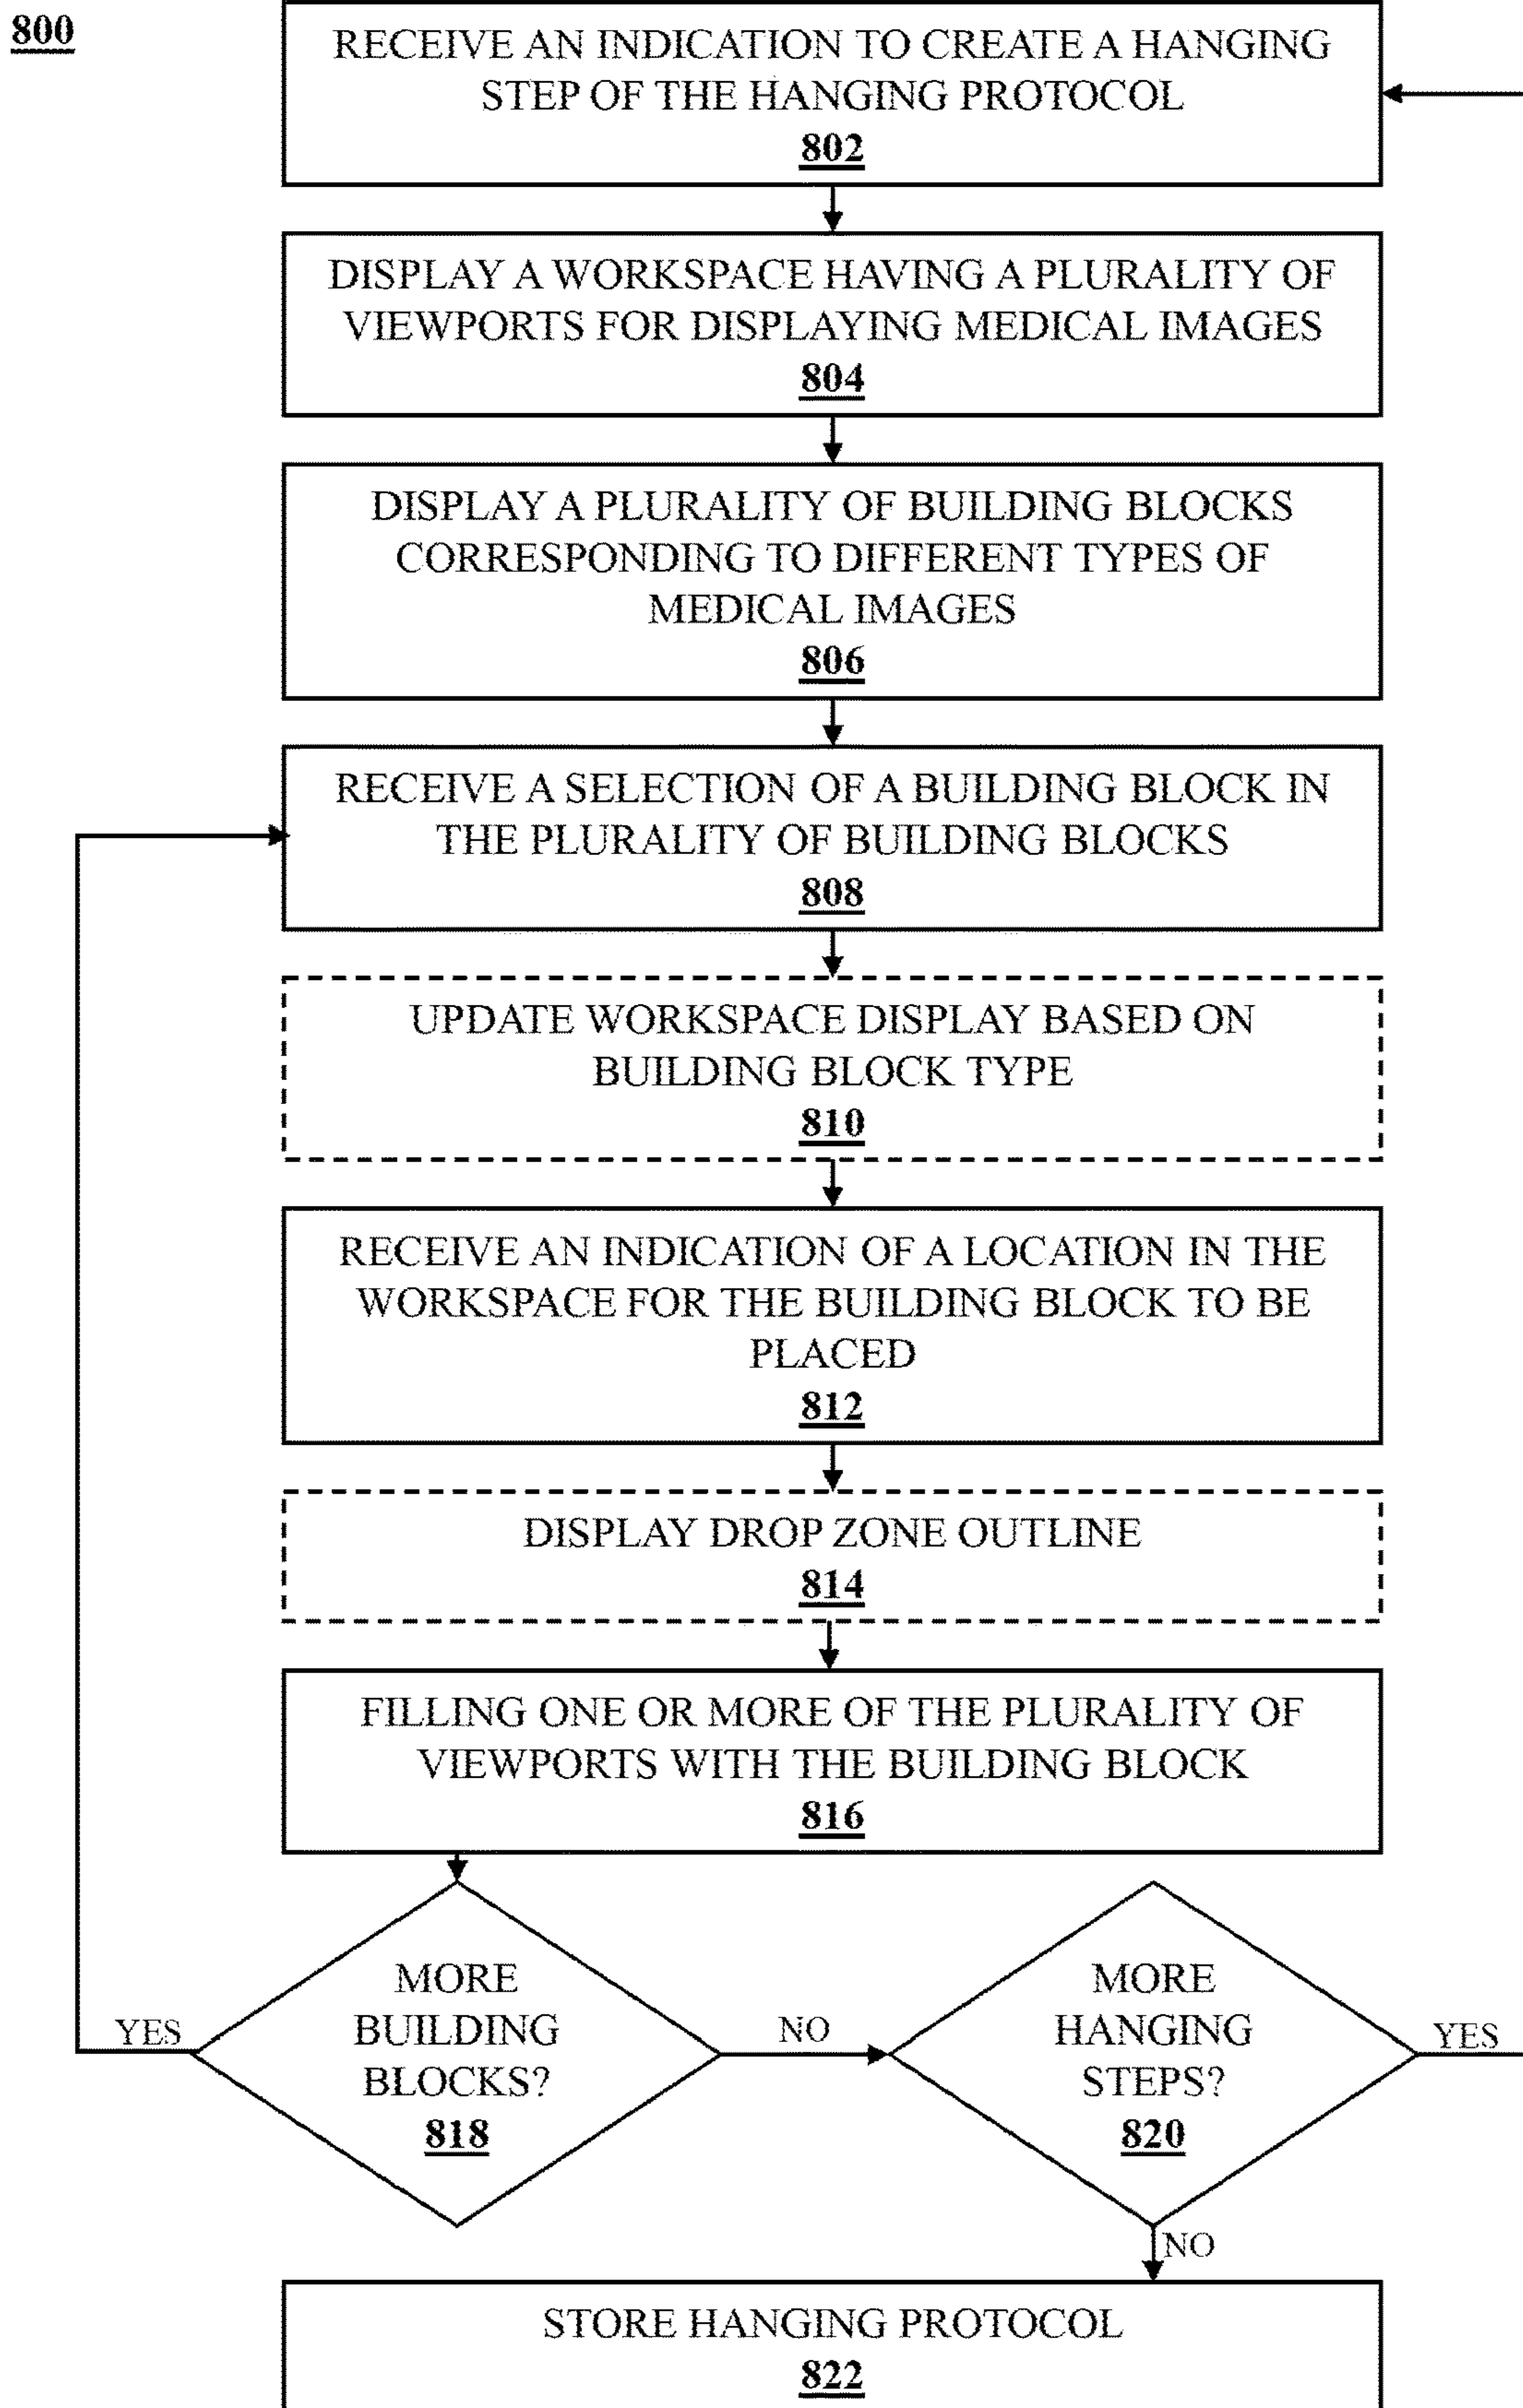 800
RECEIVE AN INDICATION TO CREATE A HANGING
STEP OF THE HANGING PROTOCOL
802
DISPLAY A WORKSPACE HAVING A PLURALITY OF
VIEWPORTS FOR DISPLAYING MEDICAL IMAGES
804
DISPLAY A PLURALITY OF BUILDING BLOCKS
CORRESPONDING TO DIFFERENT TYPES OF
MEDICAL IMAGES
806
RECEIVE A SELECTION OF A BUILDING BLOCK IN
THE PLURALITY OF BUILDING BLOCKS
808
UPDATE WORKSPACE DISPLAY BASED ON
BUILDING BLOCK TYPE
810
RECEIVE AN INDICATION OF A LOCATION IN THE
WORKSPACE FOR THE BUILDING BLOCK TO BE
PLACED
812
DISPLAY DROP ZONE OUTLINE
814
FILLING ONE OR MORE OF THE PLURALITY OF
VIEWPORTS WITH THE BUILDING BLOCK
816
YES
MORE
BUILDING
BLOCKS?
818
NO
MORE
HANGING
STEPS?
820
YES
NO
STORE HANGING PROTOCOL
822